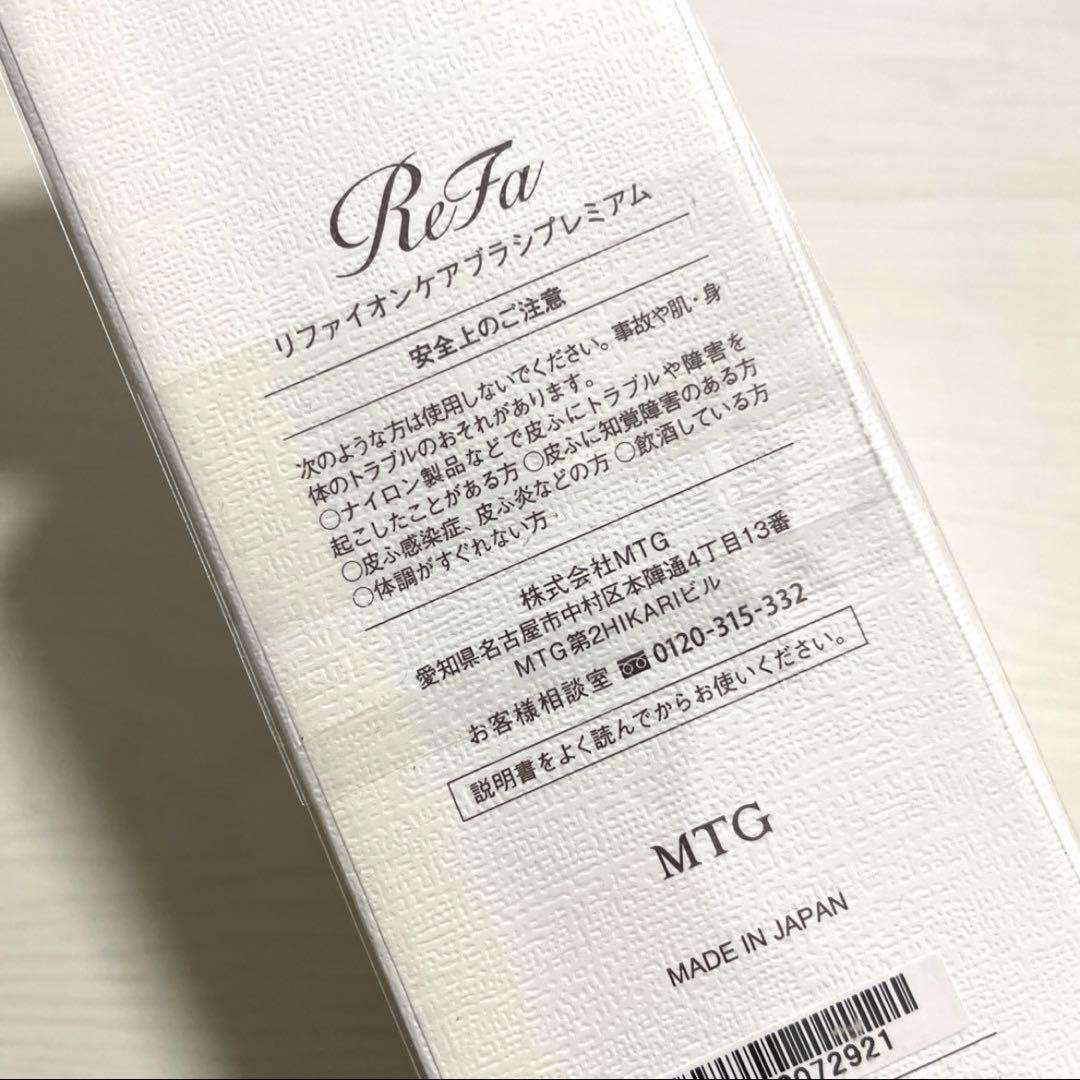 ReFa
リファイオンケアブラシプレミアム
安全上のご注意
次のような方は使用しないでください。事故や肌・身
体のトラブルのおそれがあります。
○ナイロン製品などで皮ふにトラブルや障害を
起こしたことがある方 ○皮ふに知覚障害のある方
○皮ふ感染症、皮ふ炎などの方 ○飲酒している方
○体調がすぐれない方
株式会社MTG
愛知県名古屋市中村区本陣通4丁目13番
MTG第2HIKARIビル
お客様相談室 0120-315-332
説明書をよく読んでからお使いください。
MTG
MADE IN JAPAN
072921